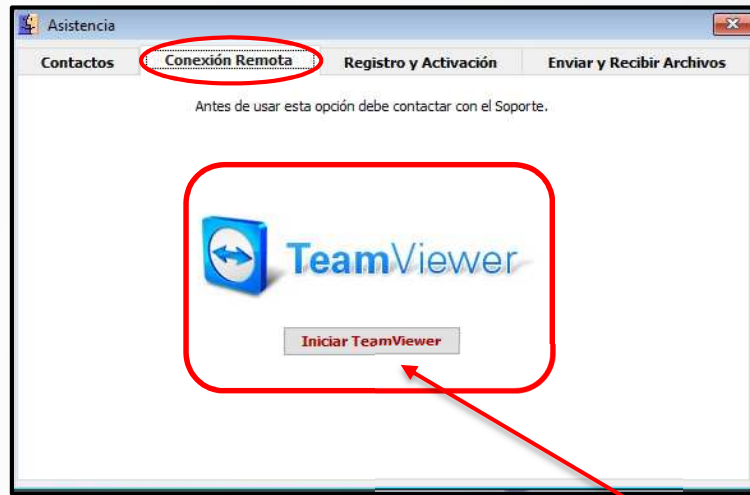 Asistencia
Contactos Conexión Remota Registro y Activación Enviar y Recibir Archivos
Antes de usar esta opción debe contactar con el Soporte.
TeamViewer
Iniciar TeamViewer